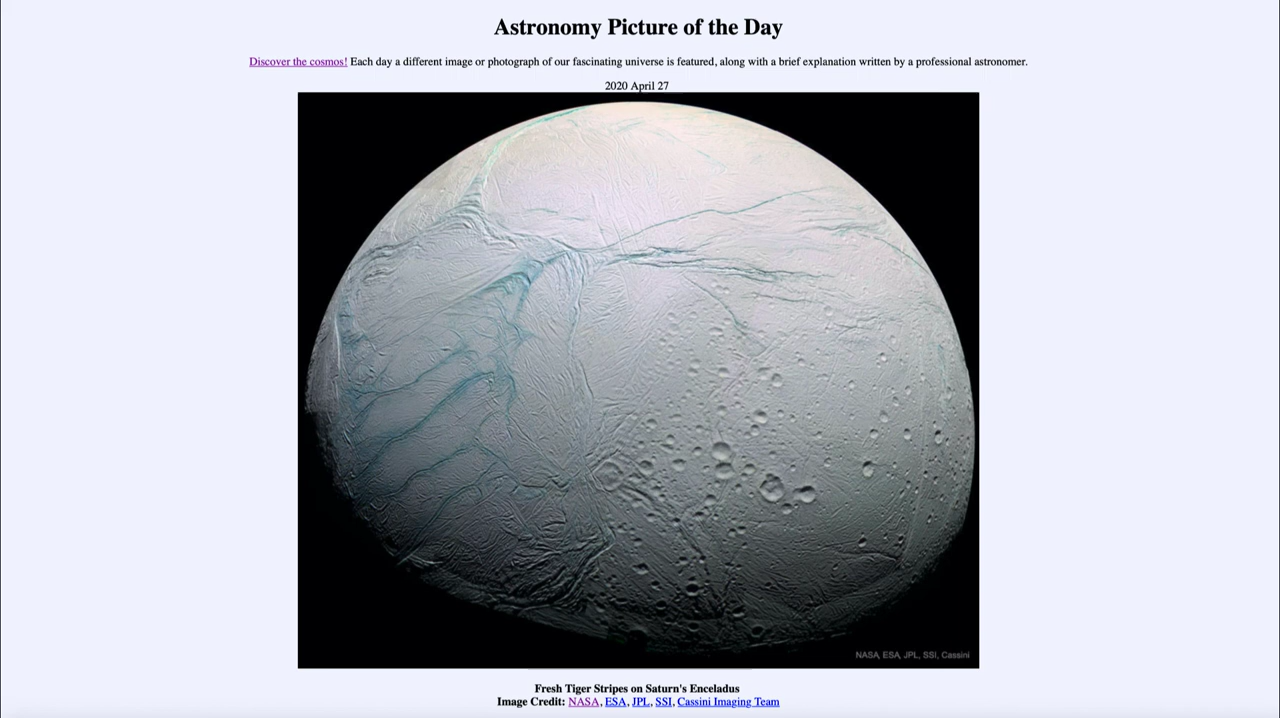 Astronomy Picture of the Day
Discover the cosmos! Each day a different image or photograph of our fascinating universe is featured, along with a brief explanation written by a professional astronomer.
2020 April 27
NASA, ESA, JPL, SSI, Cassini
Fresh Tiger Stripes on Saturn's Enceladus
Image Credit: NASA, ESA, JPL, SSI, Cassini Imaging Team